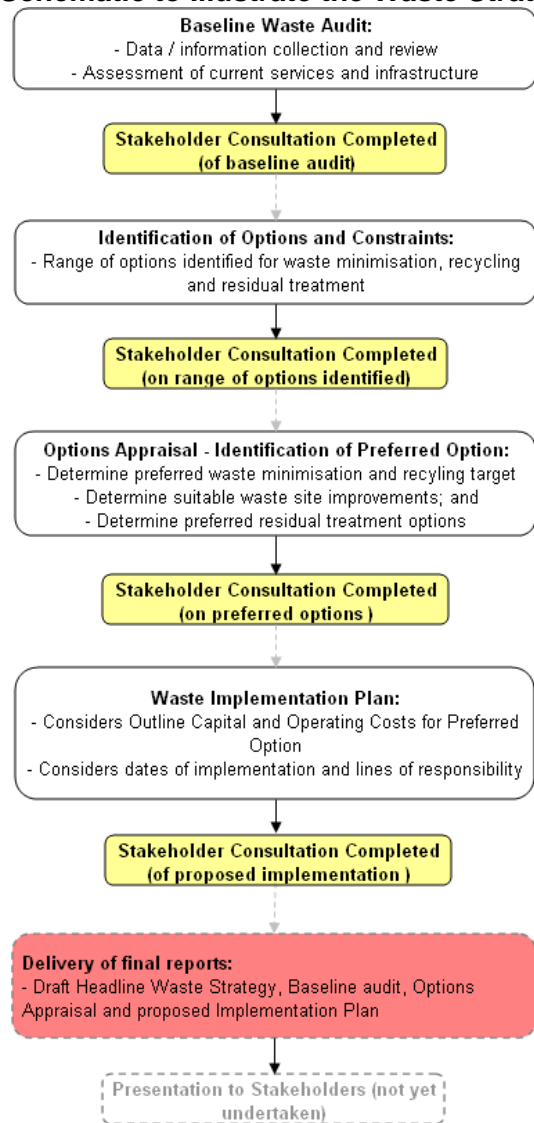 Schematic to Illustrate the Waste Strat
Baseline Waste Audit:
- Data / information collection and review
- Assessment of current services and infrastructure
Stakeholder Consultation Completed
(of baseline audit)
Identification of Options and Constraints:
- Range of options identified for waste minimisation, recycling
and residual treatment
Stakeholder Consultation Completed
(on range of options identified)
Options Appraisal - Identification of Preferred Option:
- Determine preferred waste minimisation and recyling target
- Determine suitable waste site improvements; and
- Determine preferred residual treatment options
Stakeholder Consultation Completed
(on preferred options )
Waste Implementation Plan:
- Considers Outline Capital and Operating Costs for Preferred
Option
- Considers dates of implementation and lines of responsibility
Stakeholder Consultation Completed
(of proposed implementation )
Delivery of final reports:
- Draft Headline Waste Strategy, Baseline audit, Options
Appraisal and proposed Implementation Plan
Presentation to Stakeholders (not yet
undertaken)